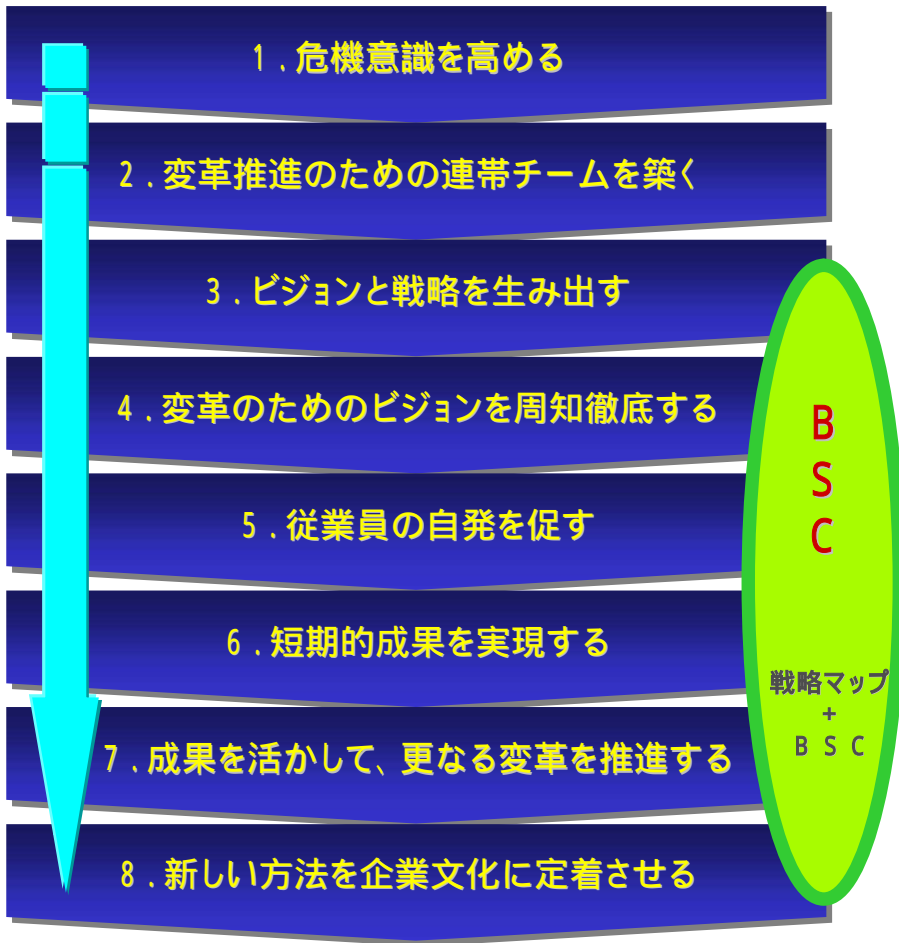 1．危機意識を高める
2．変革推進のための連帯チームを築く
3．ビジョンと戦略を生み出す
4．変革のためのビジョンを周知徹底する
5．従業員の自発を促す
6．短期的成果を実現する
7．成果を活かして、更なる変革を推進する
8．新しい方法を企業文化に定着させる
B
S
C
戦略マップ
+
B S C